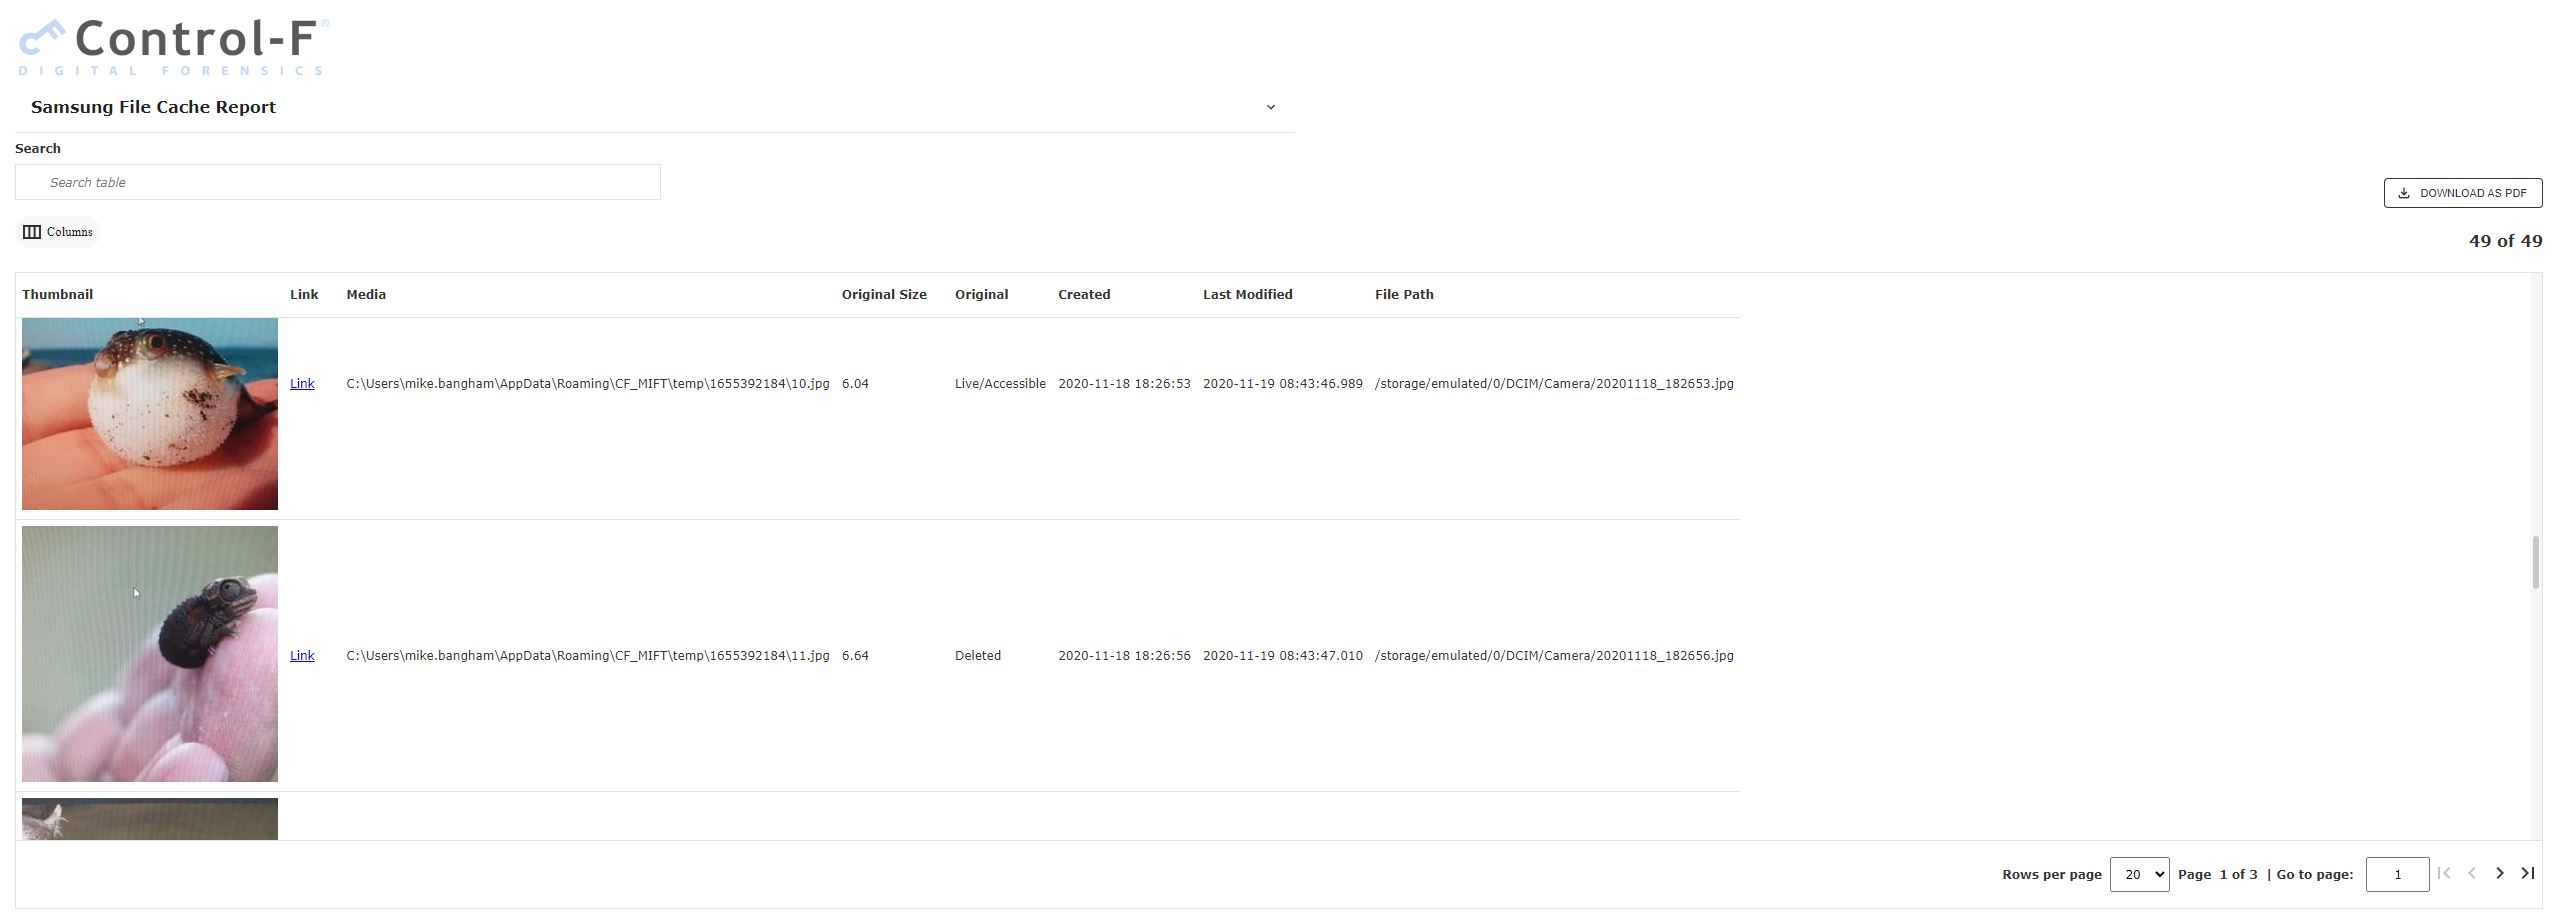 Control-F®
DIGITAL FORENSICS
Samsung File Cache Report
Search
Search table
DOWNLOAD AS PDF
Columns
49 of 49
Thumbnail Link Media Original Size Original Created Last Modified File Path
Link C:\Users\mike.bangham\AppData\Roaming\CF_MIFT\temp\1655392184\10.jpg 6.04 Live/Accessible 2020-11-18 18:26:53 2020-11-19 08:43:46.989 /storage/emulated/0/DCIM/Camera/20201118_182653.jpg
Link C:\Users\mike.bangham\AppData\Roaming\CF_MIFT\temp\1655392184\11.jpg 6.64 Deleted 2020-11-18 18:26:56 2020-11-19 08:43:47.010 /storage/emulated/0/DCIM/Camera/20201118_182656.jpg
Rows per page 20 Page 1 of 3 | Go to page: 1